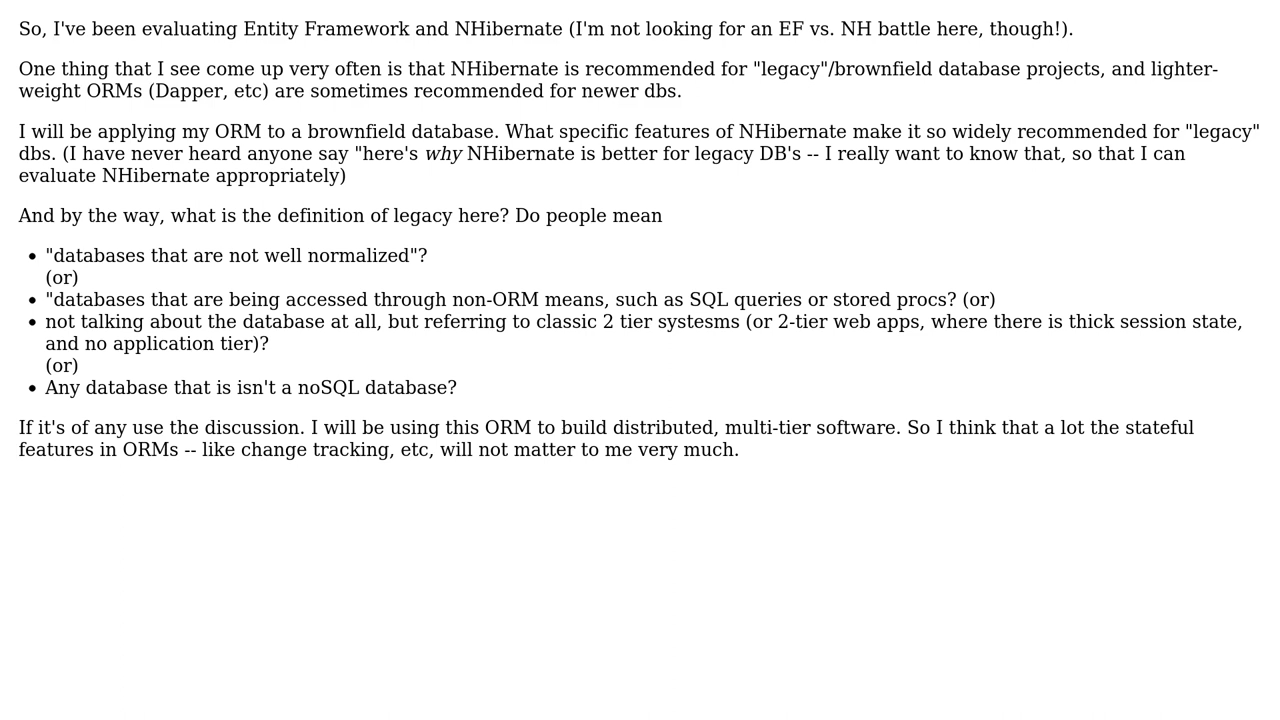 So, I've been evaluating Entity Framework and NHibernate (I'm not looking for an EF vs. NH battle here, though!).
One thing that I see come up very often is that NHibernate is recommended for "legacy"/brownfield database projects, and lighter-
weight ORMs (Dapper, etc) are sometimes recommended for newer dbs.
I will be applying my ORM to a brownfield database. What specific features of NHibernate make it so widely recommended for "legacy"
dbs. (I have never heard anyone say "here's why NHibernate is better for legacy DB's -- I really want to know that, so that I can
evaluate NHibernate appropriately)
And by the way, what is the definition of legacy here? Do people mean
• "databases that are not well normalized"?
(or)
• "databases that are being accessed through non-ORM means, such as SQL queries or stored procs? (or)
• not talking about the database at all, but referring to classic 2 tier systesms (or 2-tier web apps, where there is thick session state,
and no application tier)?
(or)
• Any database that is isn't a noSQL database?
If it's of any use the discussion. I will be using this ORM to build distributed, multi-tier software. So I think that a lot the stateful
features in ORMs -- like change tracking, etc, will not matter to me very much.